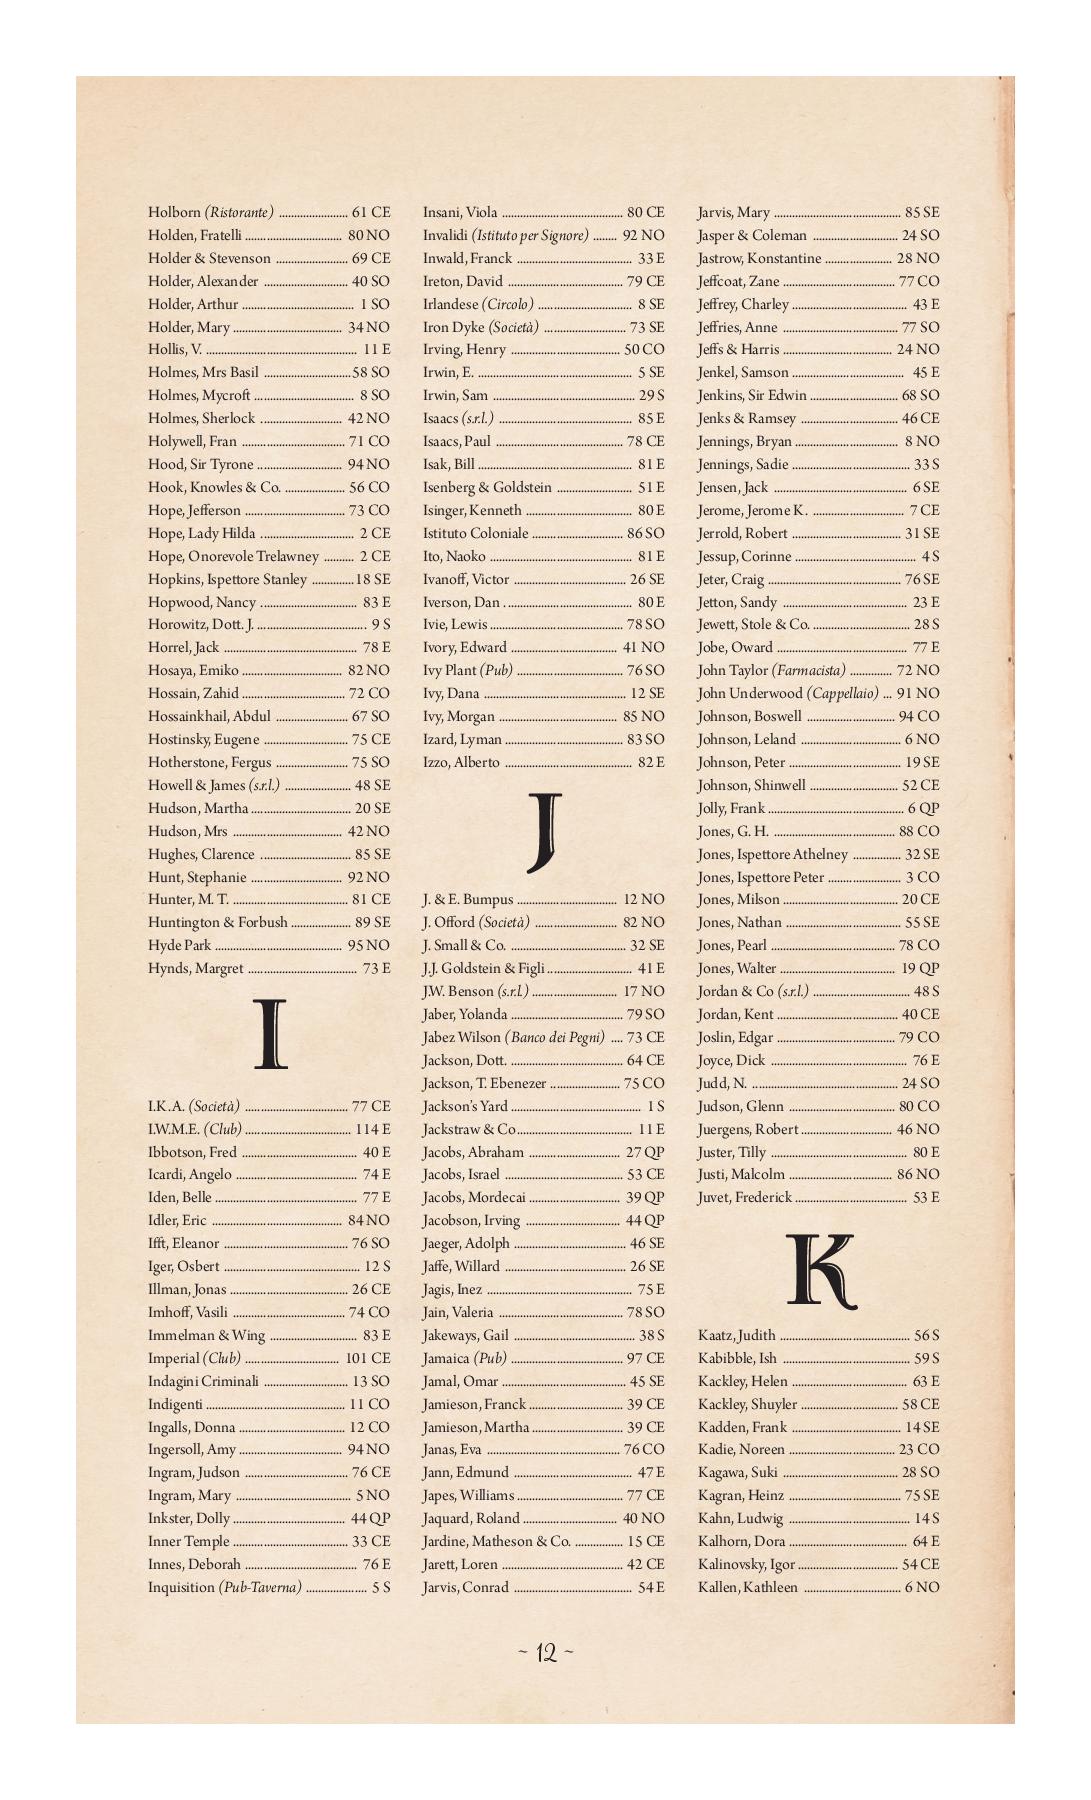 Holborn (Ristorante) ...................... 61 CE
Holden, Fratelli ............................... 80 NO
Holder & Stevenson ....................... 69 CE
Holder, Alexander .......................... 40 SO
Holder, Arthur ................................. 1 SO
Holder, Mary .................................. 34 NO
Hollis, V. ............................................... 11 E
Holmes, Mrs Basil ............................ 58 SO
Holmes, Mycroft ................................ 8 SO
Holmes, Sherlock ........................... 42 NO
Holywell, Fran ................................ 71 CO
Hood, Sir Tyrone ........................... 94 NO
Hook, Knowles & Co. ................... 56 CO
Hope, Jefferson ................................ 73 CO
Hope, Lady Hilda ............................. 2 CE
Hope, Onorevole Trelawney ......... 2 CE
Hopkins, Ispettore Stanley ............. 18 SE
Hopwood, Nancy .............................. 83 E
Horowitz, Dott. J. .................................. 9 S
Horrel, Jack ........................................ 78 E
Hosaya, Emiko ................................ 82 NO
Hossain, Zahid ................................. 72 CO
Hossainkhail, Abdul ....................... 67 SO
Hostinsky, Eugene ........................... 75 CE
Hotherstone, Fergus ........................ 75 SO
Howell & James (s.r.l.) .................... 48 SE
Hudson, Martha ............................... 20 SE
Hudson, Mrs ................................... 42 NO
Hughes, Clarence ............................. 85 SE
Hunt, Stephanie .............................. 92 NO
Hunter, M. T. .................................... 81 CE
Huntington & Forbush .................. 89 SE
Hyde Park ....................................... 95 NO
Hynds, Margret ................................. 73 E
I
I.K.A. (Società) ................................ 77 CE
I.W.M.E. (Club) ................................ 114 E
Ibbotson, Fred .................................... 40 E
Icardi, Angelo ..................................... 74 E
Iden, Belle ........................................... 77 E
Idler, Eric ......................................... 84 NO
Ifft, Eleanor ...................................... 76 SO
Iger, Osbert ......................................... 12 S
Illman, Jonas .................................... 26 CE
Imhoff, Vasili .................................... 74 CO
Immelman & Wing ........................... 83 E
Imperial (Club) .............................. 101 CE
Indagini Criminali .......................... 13 SO
Indigenti ........................................... 11 CO
Ingalls, Donna .................................. 12 CO
Ingersoll, Amy ................................. 94 NO
Ingram, Judson ................................ 76 CE
Ingram, Mary ................................... 5 NO
Inkster, Dolly .................................. 44 QP
Inner Temple ................................... 33 CE
Innes, Deborah .................................. 76 E
Inquisition (Pub-Taverna) ................... 5 S
Insani, Viola ...................................... 80 CE
Invalidi (Istituto per Signore) ....... 92 NO
Inwald, Franck ................................... 33 E
Ireton, David .................................... 79 CE
Irlandese (Circolo) .............................. 8 SE
Iron Dyke (Società) ......................... 73 SE
Irving, Henry .................................. 50 CO
Irwin, E. ............................................... 5 SE
Irwin, Sam ........................................... 29 S
Isaacs (s.r.l.) ......................................... 85 E
Isaacs, Paul ....................................... 78 CE
Isak, Bill ............................................... 81 E
Isenberg & Goldstein ....................... 51 E
Isinger, Kenneth ................................. 80 E
Istituto Coloniale ............................ 86 SO
Ito, Naoko ........................................... 81 E
Ivanoff, Victor .................................. 26 SE
Iverson, Dan ....................................... 80 E
Ivie, Lewis ......................................... 78 SO
Ivory, Edward .................................. 41 NO
Ivy Plant (Pub) ................................. 76 SO
Ivy, Dana ............................................ 12 SE
Ivy, Morgan ..................................... 85 NO
Izard, Lyman .................................... 83 SO
Izzo, Alberto ....................................... 82 E
J
J. & E. Bumpus ................................ 12 NO
J. Offord (Società) ........................... 82 NO
J. Small & Co. ................................... 32 SE
J.J. Goldstein & Figli .......................... 41 E
J.W. Benson (s.r.l.) ........................... 17 NO
Jaber, Yolanda ................................... 79 SO
Jabez Wilson (Banco dei Pegni) .... 73 CE
Jackson, Dott. ................................... 64 CE
Jackson, T. Ebenezer ....................... 75 CO
Jackson's Yard ....................................... 1 S
Jackstraw & Co ................................... 11 E
Jacobs, Abraham .............................. 27 QP
Jacobs, Israel ..................................... 53 CE
Jacobs, Mordecai ............................. 39 QP
Jacobson, Irving .............................. 44 QP
Jaeger, Adolph .................................. 46 SE
Jaffe, Willard ..................................... 26 SE
Jagis, Inez ............................................ 75 E
Jain, Valeria ....................................... 78 SO
Jakeways, Gail .................................... 38 S
Jamaica (Pub) ................................... 97 CE
Jamal, Omar ...................................... 45 SE
Jamieson, Franck .............................. 39 CE
Jamieson, Martha ............................. 39 CE
Janas, Eva .......................................... 76 CO
Jann, Edmund .................................... 47 E
Japes, Williams ................................. 77 CE
Jaquard, Roland ............................... 40 NO
Jardine, Matheson & Co. ............... 15 CE
Jarett, Loren ...................................... 42 CE
Jarvis, Conrad .................................... 54 E
Jarvis, Mary ........................................ 85 SE
Jasper & Coleman ........................... 24 SO
Jastrow, Konstantine ...................... 28 NO
Jeffcoat, Zane .................................... 77 CO
Jeffrey, Charley ................................... 43 E
Jeffries, Anne .................................... 77 SO
Jeffs & Harris ................................... 24 NO
Jenkel, Samson .................................. 45 E
Jenkins, Sir Edwin ........................... 68 SO
Jenks & Ramsey ............................... 46 CE
Jennings, Bryan .................................. 8 NO
Jennings, Sadie ................................... 33 S
Jensen, Jack ......................................... 6 SE
Jerome, Jerome K. ............................ 7 CE
Jerrold, Robert ................................. 31 SE
Jessup, Corinne ..................................... 4 S
Jeter, Craig ......................................... 76 SE
Jetton, Sandy ...................................... 23 E
Jewett, Stole & Co. ............................. 28 S
Jobe, Oward ........................................ 77 E
John Taylor (Farmacista) .............. 72 NO
John Underwood (Cappellaio) ... 91 NO
Johnson, Boswell ............................. 94 CO
Johnson, Leland ................................ 6 NO
Johnson, Peter .................................. 19 SE
Johnson, Shinwell ............................ 52 CE
Jolly, Frank .......................................... 6 QP
Jones, G. H. ...................................... 88 CO
Jones, Ispettore Athelney ............... 32 SE
Jones, Ispettore Peter ........................ 3 CO
Jones, Milson .................................... 20 CE
Jones, Nathan ................................... 55 SE
Jones, Pearl ....................................... 78 CO
Jones, Walter .................................... 19 QP
Jordan & Co (s.r.l.) .............................. 48 S
Jordan, Kent ..................................... 40 CE
Joslin, Edgar ..................................... 79 CO
Joyce, Dick .......................................... 76 E
Judd, N. ............................................. 24 SO
Judson, Glenn ................................... 80 CO
Juergens, Robert ............................. 46 NO
Juster, Tilly .......................................... 80 E
Justi, Malcolm ................................. 86 NO
Juvet, Frederick ................................... 53 E
K
Kaatz, Judith ........................................ 56 S
Kabibble, Ish ....................................... 59 S
Kackley, Helen .................................... 63 E
Kackley, Shuyler ............................... 58 CE
Kadden, Frank .................................. 14 SE
Kadie, Noreen .................................. 23 CO
Kagawa, Suki .................................... 28 SO
Kagran, Heinz .................................. 75 SE
Kahn, Ludwig ..................................... 14 S
Kalhorn, Dora .................................... 64 E
Kalinovsky, Igor ............................... 54 CE
Kallen, Kathleen ................................ 6 NO
~ 12 ~